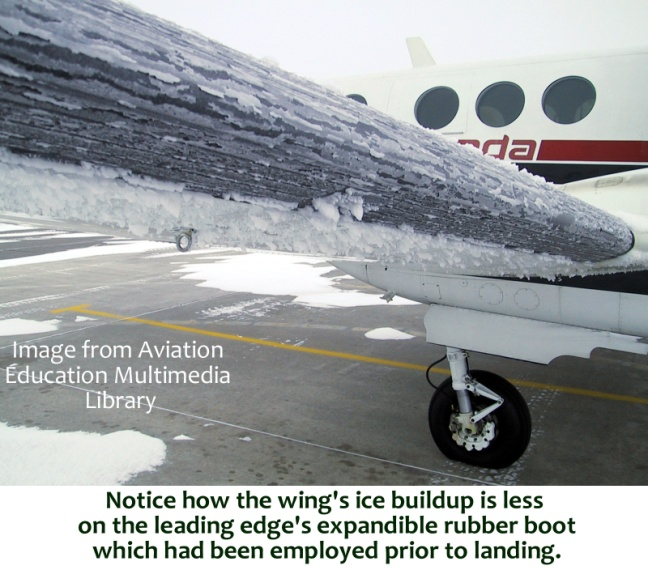 nda
Image from Aviation
Education Multimedia
Library
Notice how the wing's ice buildup is less
on the leading edge's expandible rubber boot
which had been employed prior to landing.